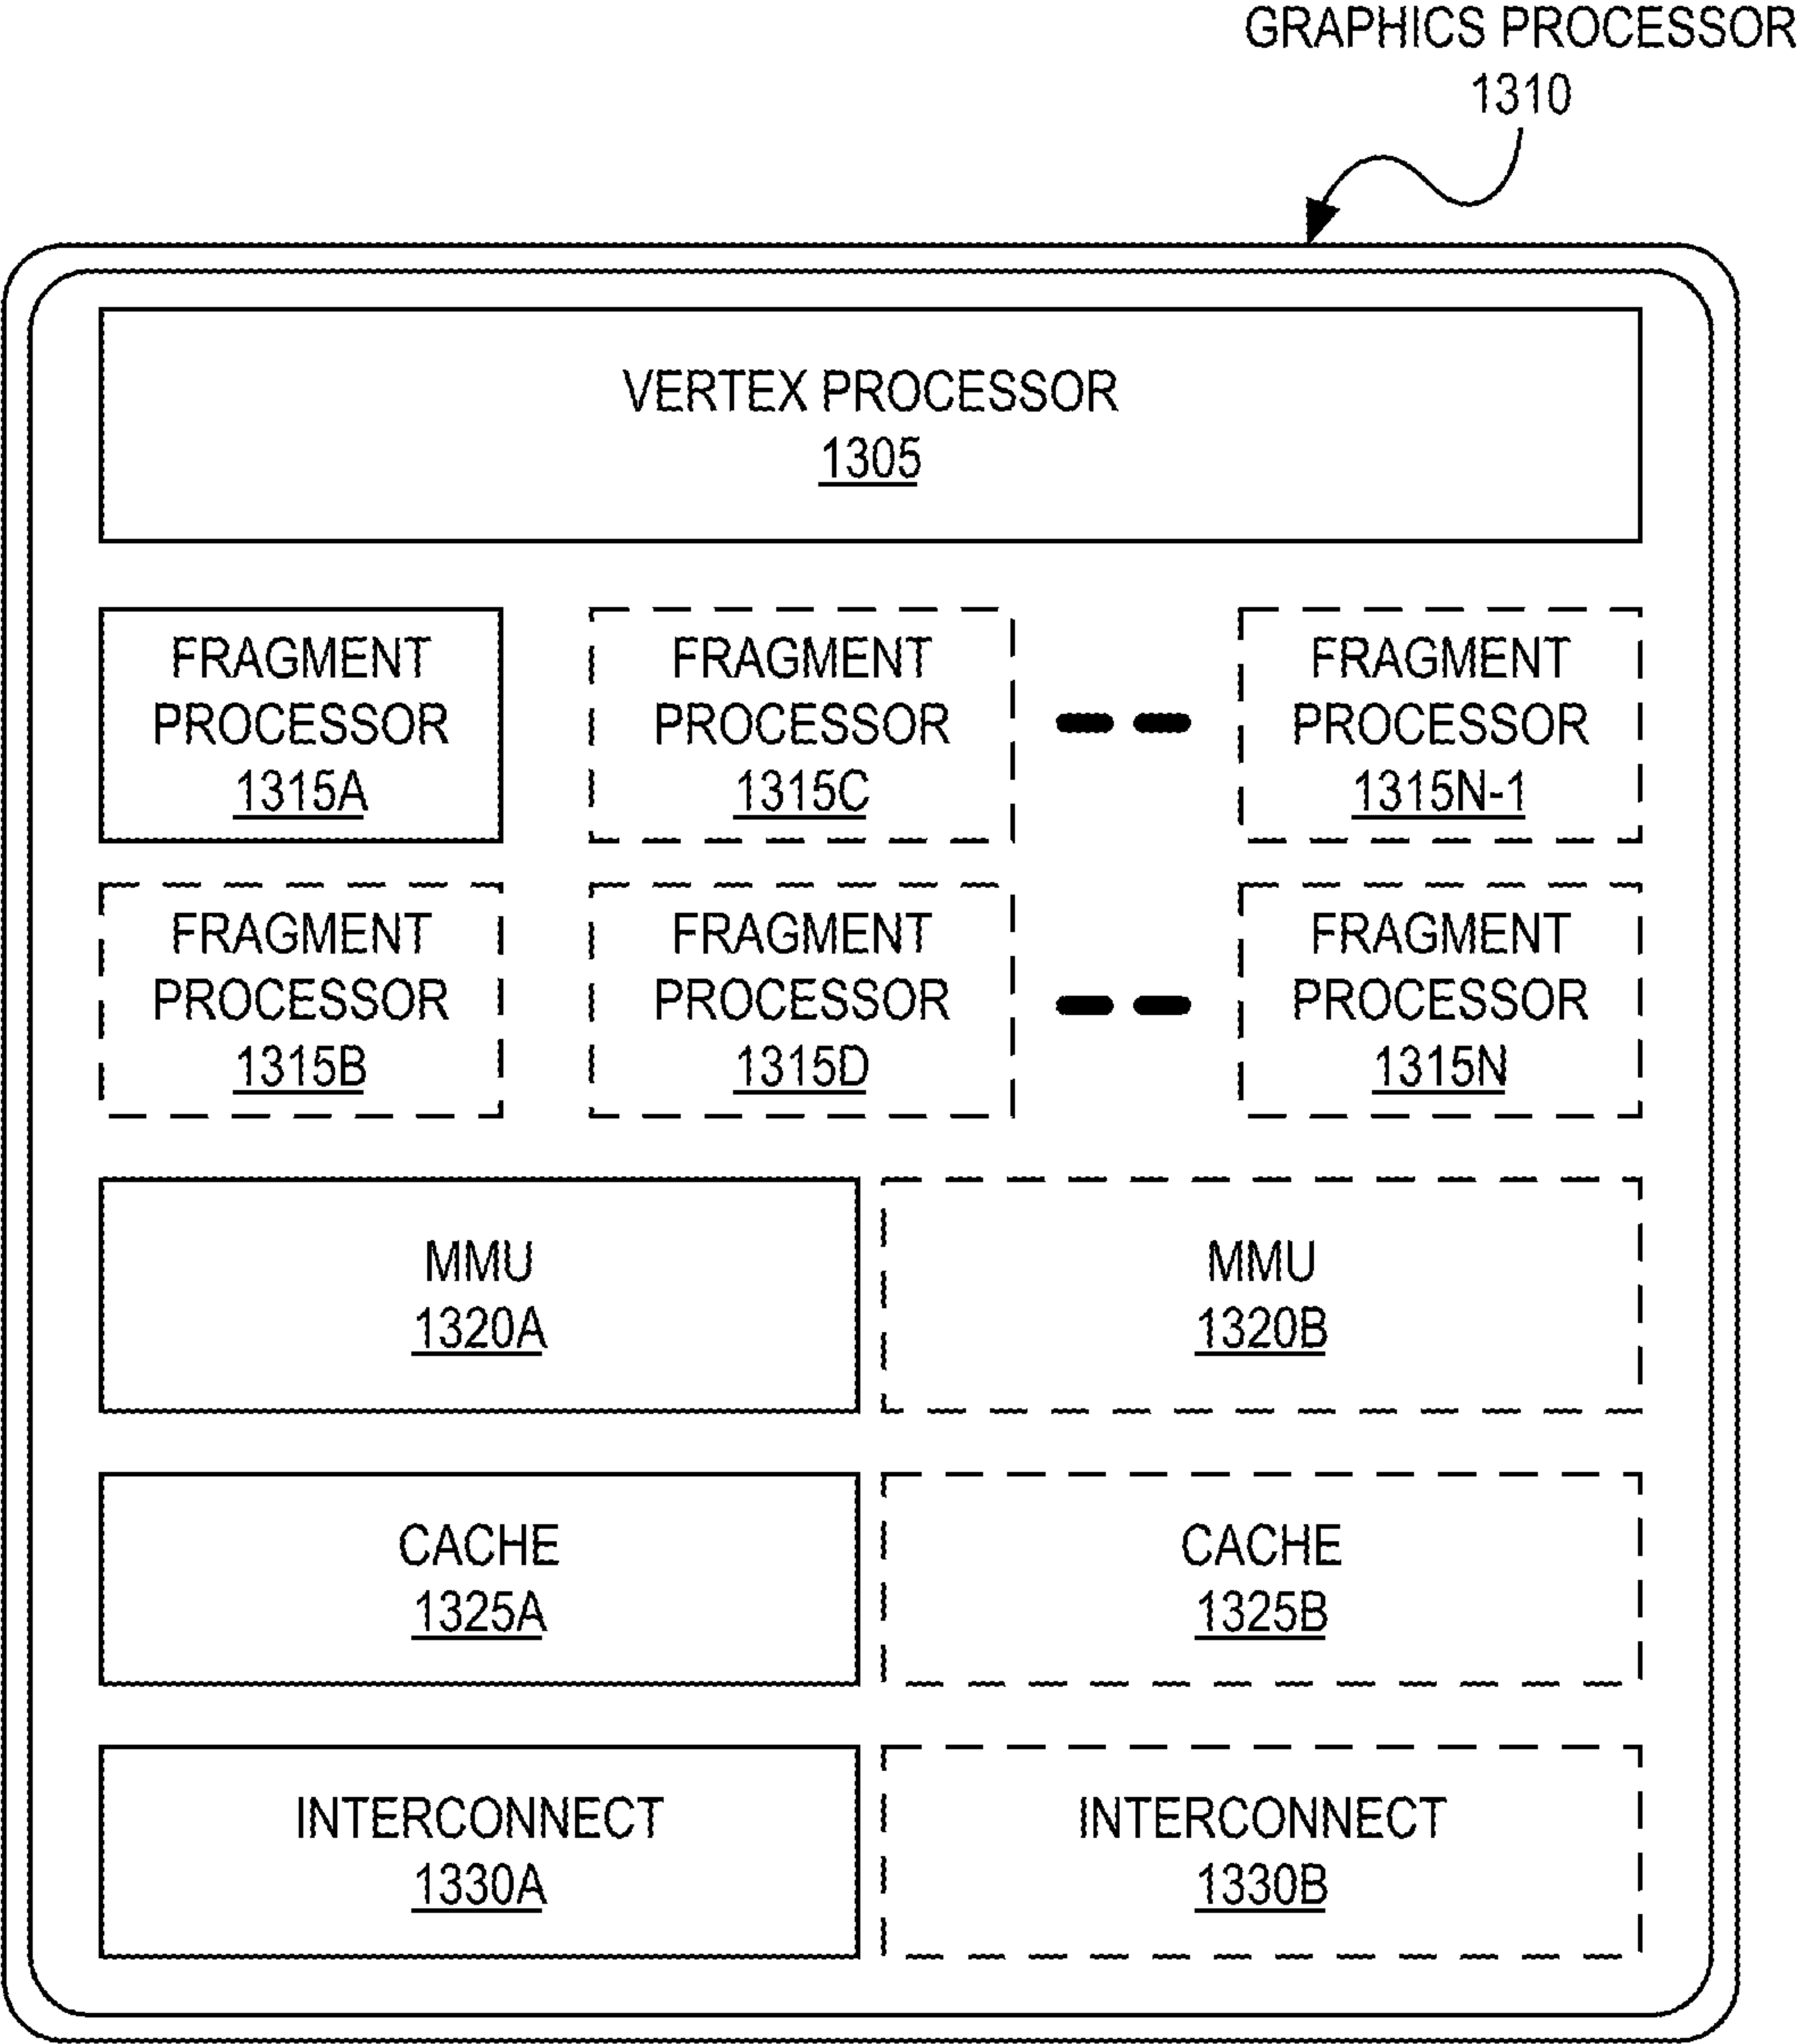 GRAPHICS PROCESSOR
1310
VERTEX PROCESSOR
1305
FRAGMENT
PROCESSOR
1315A
FRAGMENT
PROCESSOR
1315C
FRAGMENT
PROCESSOR
1315N-1
FRAGMENT
PROCESSOR
1315B
FRAGMENT
PROCESSOR
1315D
FRAGMENT
PROCESSOR
1315N
MMU
1320A
MMU
1320B
CACHE
1325A
CACHE
1325B
INTERCONNECT
1330A
INTERCONNECT
1330B